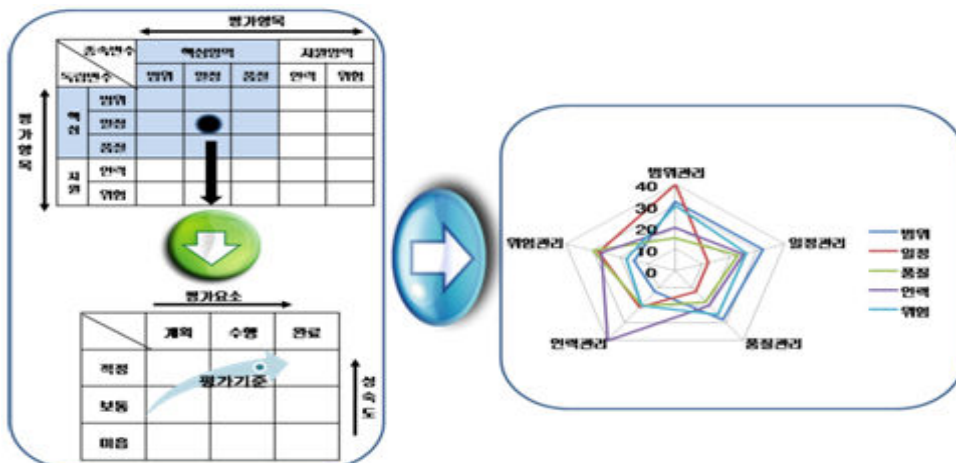 평가항목
종속변수
핵심영역
지원영역
독립변수
범위 일정 품질 인력 위험
평가항목
핵심
범위
일정
품질
지원
인력
위험
평가요소
계획 수행 완료
적정
보통
미흡
평가기준
성숙도
범위관리
40
30
20
10
0
위험관리
일정관리
인력관리
품질관리
범위
일정
품질
인력
위험